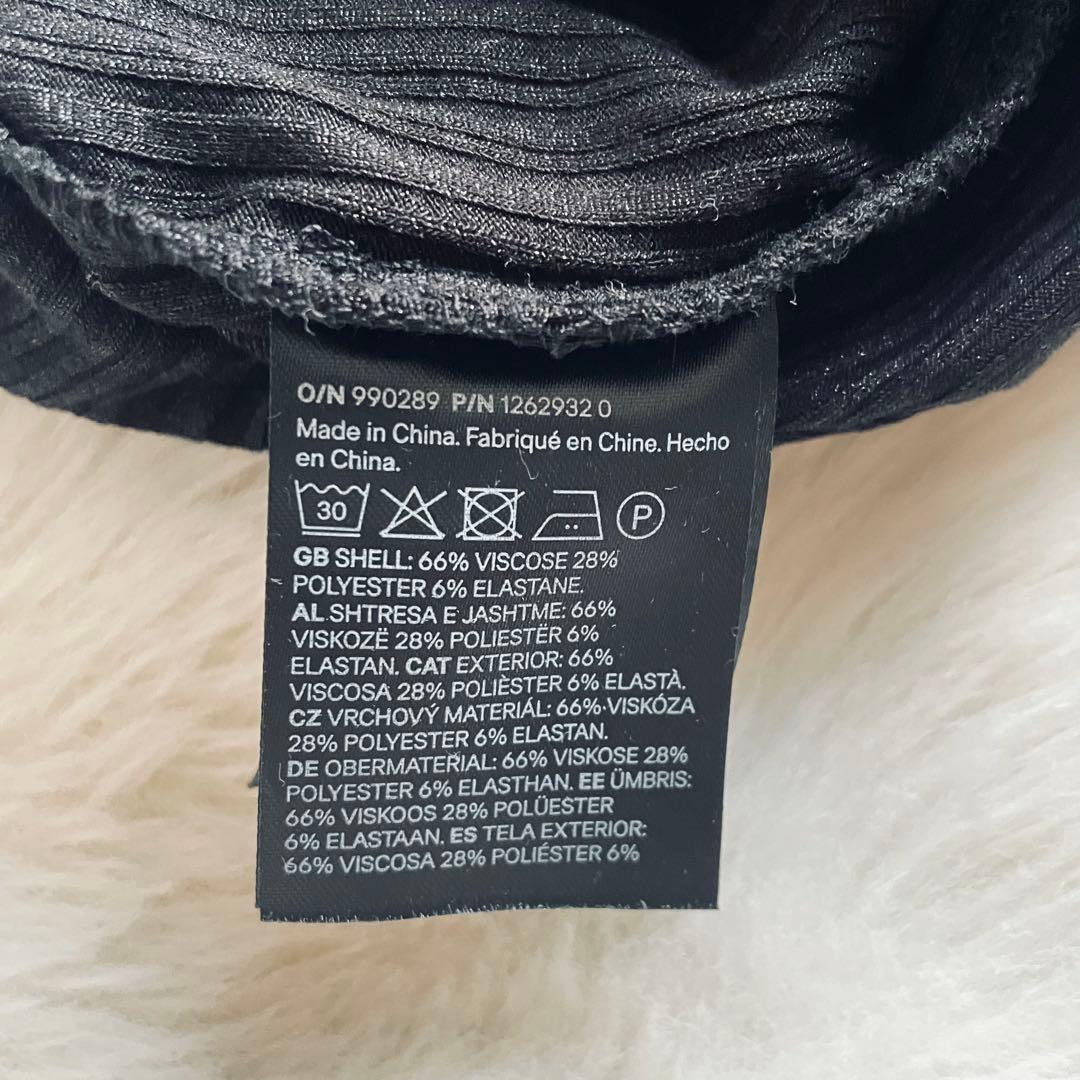 O/N 990289 P/N 1262932 0
Made in China. Fabriqué en Chine. Hecho
en China.
30 P
GB SHELL: 66% VISCOSE 28%
POLYESTER 6% ELASTANE.
AL SHTRESA E JASHTME: 66%
VISKOZË 28% POLIESTËR 6%
ELASTAN. CAT EXTERIOR: 66%
VISCOSA 28% POLIÈSTER 6% ELASTÀ.
CZ VRCHOVÝ MATERIÁL: 66% VISKÓZA
28% POLYESTER 6% ELASTAN.
DE OBERMATERIAL: 66% VISKOSE 28%
POLYESTER 6% ELASTHAN. EE ÜMBRIS:
66% VISKOOS 28% POLÜESTER
6% ELASTAAN. ES TELA EXTERIOR:
66% VISCOSA 28% POLIÉSTER 6%